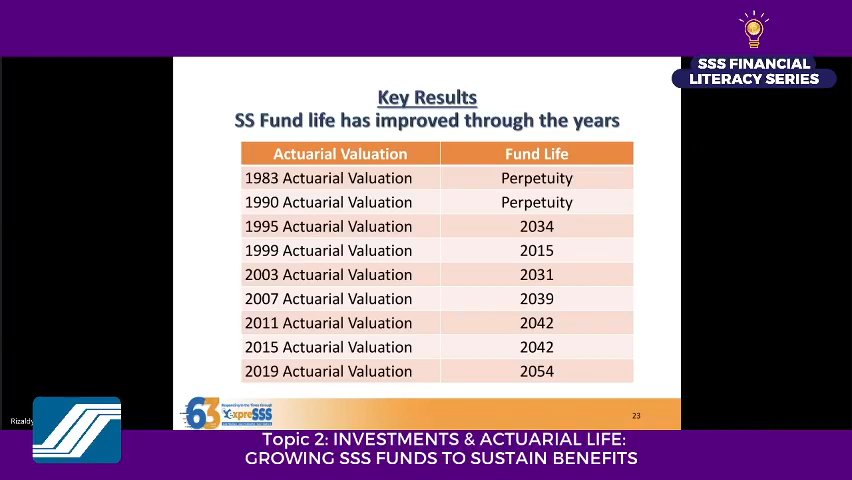 SSS FINANCIAL
LITERACY SERIES
Key Results
SS Fund life has improved through the years
Actuarial Valuation Fund Life
1983 Actuarial Valuation Perpetuity
1990 Actuarial Valuation Perpetuity
1995 Actuarial Valuation 2034
1999 Actuarial Valuation 2015
2003 Actuarial Valuation 2031
2007 Actuarial Valuation 2039
2011 Actuarial Valuation 2042
2015 Actuarial Valuation 2042
2019 Actuarial Valuation 2054
63
expreSSS
23
Rizaldy
Topic 2: INVESTMENTS & ACTUARIAL LIFE:
GROWING SSS FUNDS TO SUSTAIN BENEFITS